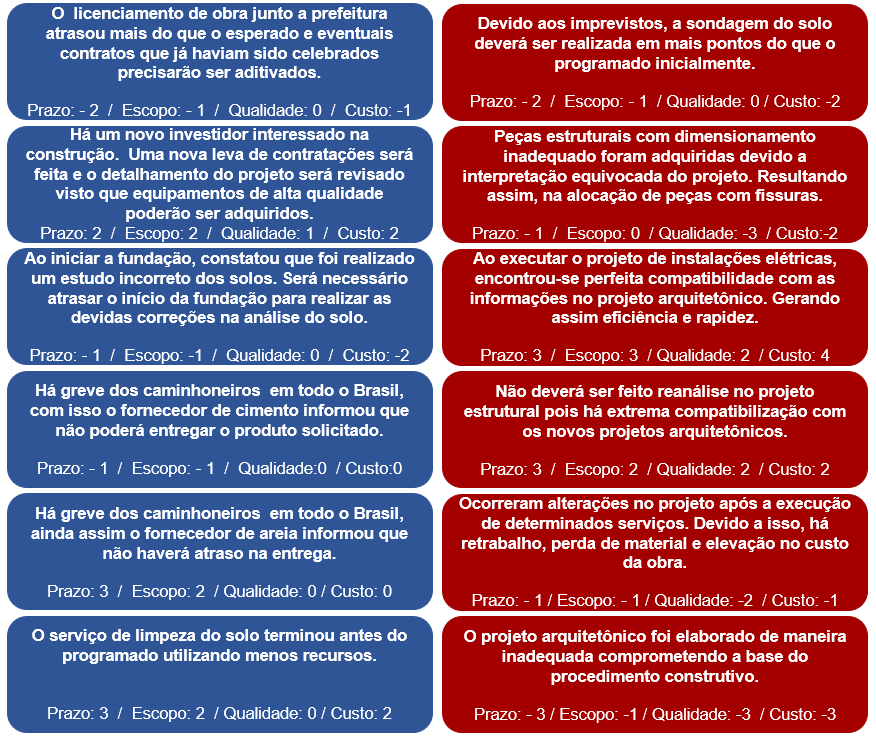 O licenciamento de obra junto a prefeitura
atrasou mais do que o esperado e eventuais
contratos que já haviam sido celebrados
precisarão ser aditivados.
Prazo: - 2 / Escopo: - 1 / Qualidade: 0 / Custo: -1
Devido aos imprevistos, a sondagem do solo
deverá ser realizada em mais pontos do que o
programado inicialmente.
Prazo: - 2 / Escopo: - 1 / Qualidade: 0 / Custo: -2
Há um novo investidor interessado na
construção. Uma nova leva de contratações será
feita e o detalhamento do projeto será revisado
visto que equipamentos de alta qualidade
poderão ser adquiridos.
Prazo: 2 / Escopo: 2 / Qualidade: 1 / Custo: 2
Peças estruturais com dimensionamento
inadequado foram adquiridas devido a
interpretação equivocada do projeto. Resultando
assim, na alocação de peças com fissuras.
Prazo: - 1 / Escopo: 0 / Qualidade: -3 / Custo:-2
Ao iniciar a fundação, constatou que foi realizado
um estudo incorreto dos solos. Será necessário
atrasar o início da fundação para realizar as
devidas correções na análise do solo.
Prazo: - 1 / Escopo: -1 / Qualidade: 0 / Custo: -2
Ao executar o projeto de instalações elétricas,
encontrou-se perfeita compatibilidade com as
informações no projeto arquitetônico. Gerando
assim eficiência e rapidez.
Prazo: 3 / Escopo: 3 / Qualidade: 2 / Custo: 4
Há greve dos caminhoneiros em todo o Brasil,
com isso o fornecedor de cimento informou que
não poderá entregar o produto solicitado.
Prazo: - 1 / Escopo: - 1 / Qualidade:0 / Custo:0
Não deverá ser feito reanálise no projeto
estrutural pois há extrema compatibilização com
os novos projetos arquitetônicos.
Prazo: 3 / Escopo: 2 / Qualidade: 2 / Custo: 2
Há greve dos caminhoneiros em todo o Brasil,
ainda assim o fornecedor de areia informou que
não haverá atraso na entrega.
Prazo: 3 / Escopo: 2 / Qualidade: 0 / Custo: 0
Ocorreram alterações no projeto após a execução
de determinados serviços. Devido a isso, há
retrabalho, perda de material e elevação no custo
da obra.
Prazo: - 1 / Escopo: - 1 / Qualidade: -2 / Custo: -1
O serviço de limpeza do solo terminou antes do
programado utilizando menos recursos.
Prazo: 3 / Escopo: 2 / Qualidade: 0 / Custo: 2
O projeto arquitetônico foi elaborado de maneira
inadequada comprometendo a base do
procedimento construtivo.
Prazo: - 3 / Escopo: -1 / Qualidade: -3 / Custo: -3